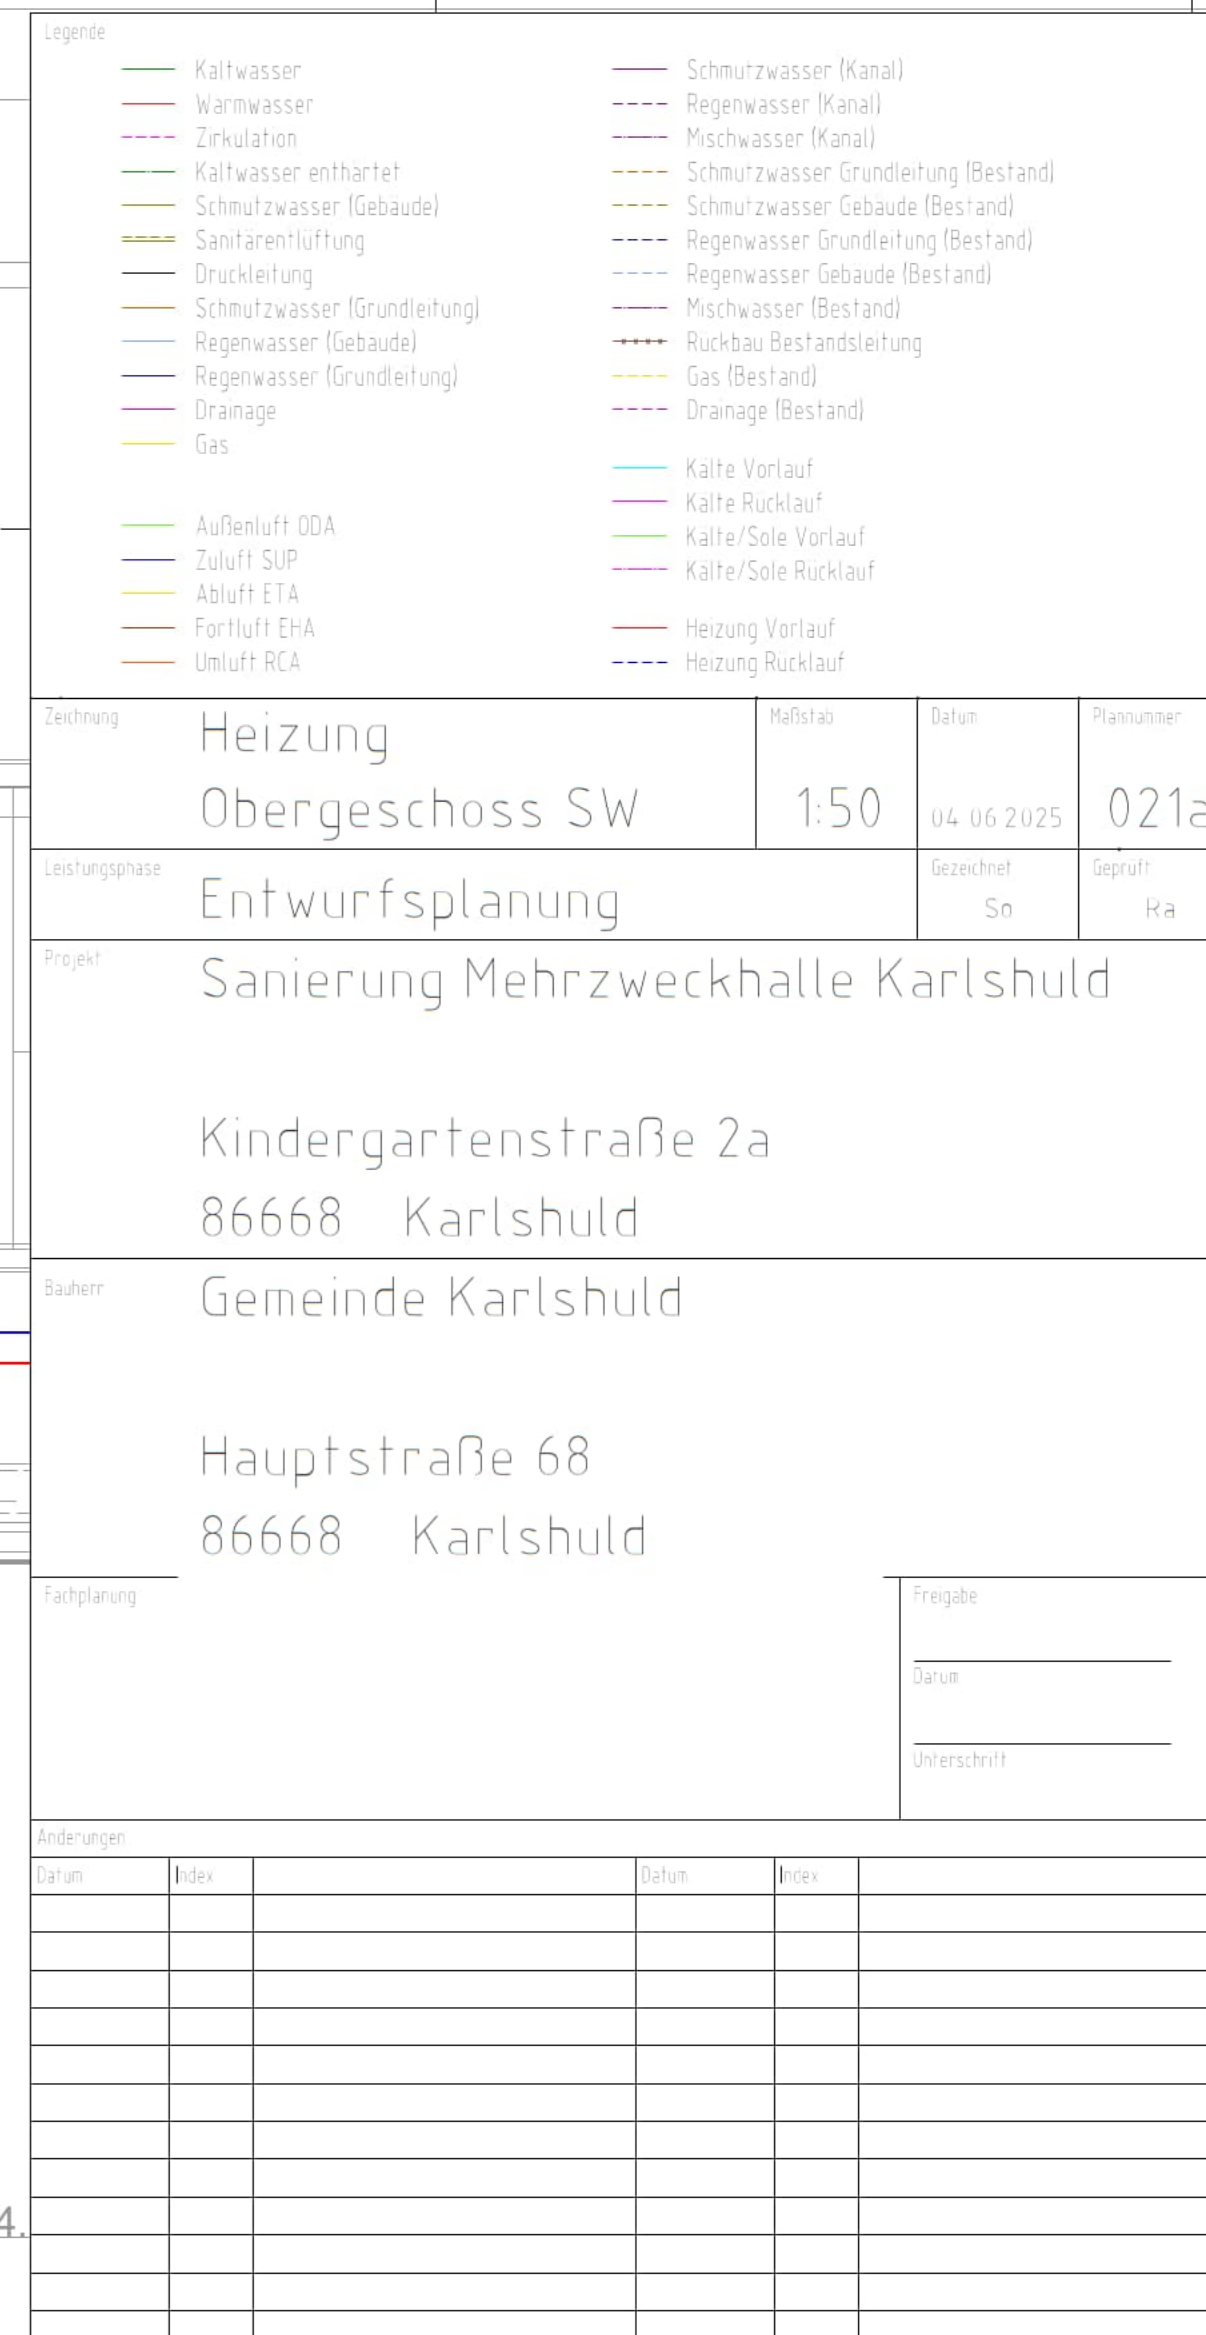 Legende
Kaltwasser
Warmwasser
Zirkulation
Kaltwasser enthärtet
Schmutzwasser (Gebäude)
Sanitärentlüftung
Druckleitung
Schmutzwasser (Grundleitung)
Regenwasser (Gebäude)
Regenwasser (Grundleitung)
Drainage
Gas
Außenluft ODA
Zuluft SUP
Abluft ETA
Fortluft EHA
Umluft RCA
Schmutzwasser (Kanal)
Regenwasser (Kanal)
Mischwasser (Kanal)
Schmutzwasser Grundleitung (Bestand)
Schmutzwasser Gebäude (Bestand)
Regenwasser Grundleitung (Bestand)
Regenwasser Gebäude (Bestand)
Mischwasser (Bestand)
Rückbau Bestandsleitung
Gas (Bestand)
Drainage (Bestand)
Kälte Vorlauf
Kälte Rücklauf
Kälte/Sole Vorlauf
Kälte/Sole Rücklauf
Heizung Vorlauf
Heizung Rücklauf
Zeichnung
Heizung
Obergeschoss SW
Maßstab
1:50
Datum
04.06.2025
Plannummer
021a
Leistungsphase
Entwurfsplanung
Gezeichnet
So
Geprüft
Ra
Projekt
Sanierung Mehrzweckhalle Karlshuld
Kindergartenstraße 2a
86668 Karlshuld
Bauherr
Gemeinde Karlshuld
Hauptstraße 68
86668 Karlshuld
Fachplanung
Freigabe
Datum
Unterschrift
Änderungen
Datum Index Datum Index
4.